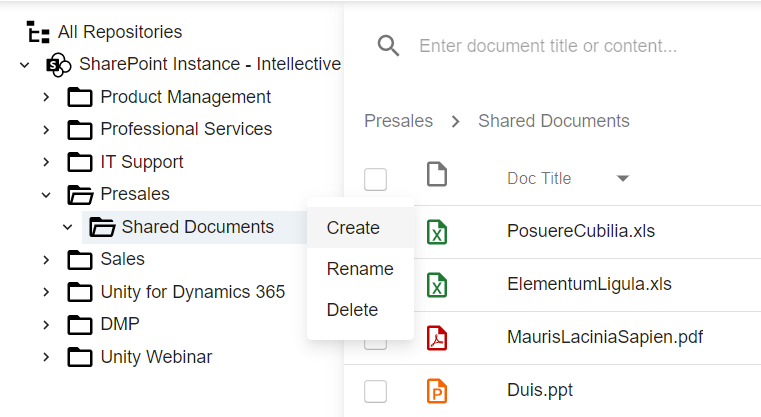 All Repositories
SharePoint Instance - Intellective
Product Management
Professional Services
IT Support
Presales
Shared Documents
Sales
Unity for Dynamics 365
DMP
Unity Webinar
Create
Rename
Delete
Enter document title or content...
Presales > Shared Documents
Doc Title
PosuereCubilia.xls
ElementumLigula.xls
MaurisLaciniaSapien.pdf
Duis.ppt